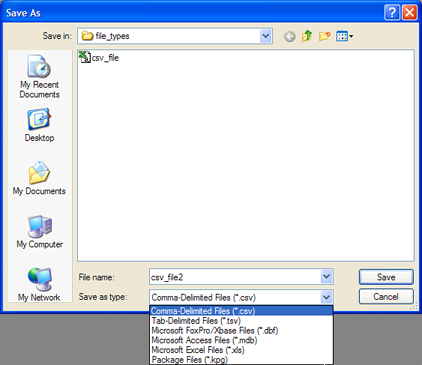 Save As
Save in: file_types
csv_file
My Recent
Documents
Desktop
My Documents
My Computer
My Network
File name: csv_file2 Save
Save as type: Comma-Delimited Files (*.csv) Cancel
Comma-Delimited Files (*.csv)
Tab-Delimited Files (*.tsv)
Microsoft FoxPro/Xbase Files (*.dbf)
Microsoft Access Files (*.mdb)
Microsoft Excel Files (*.xls)
Package Files (*.kpg)